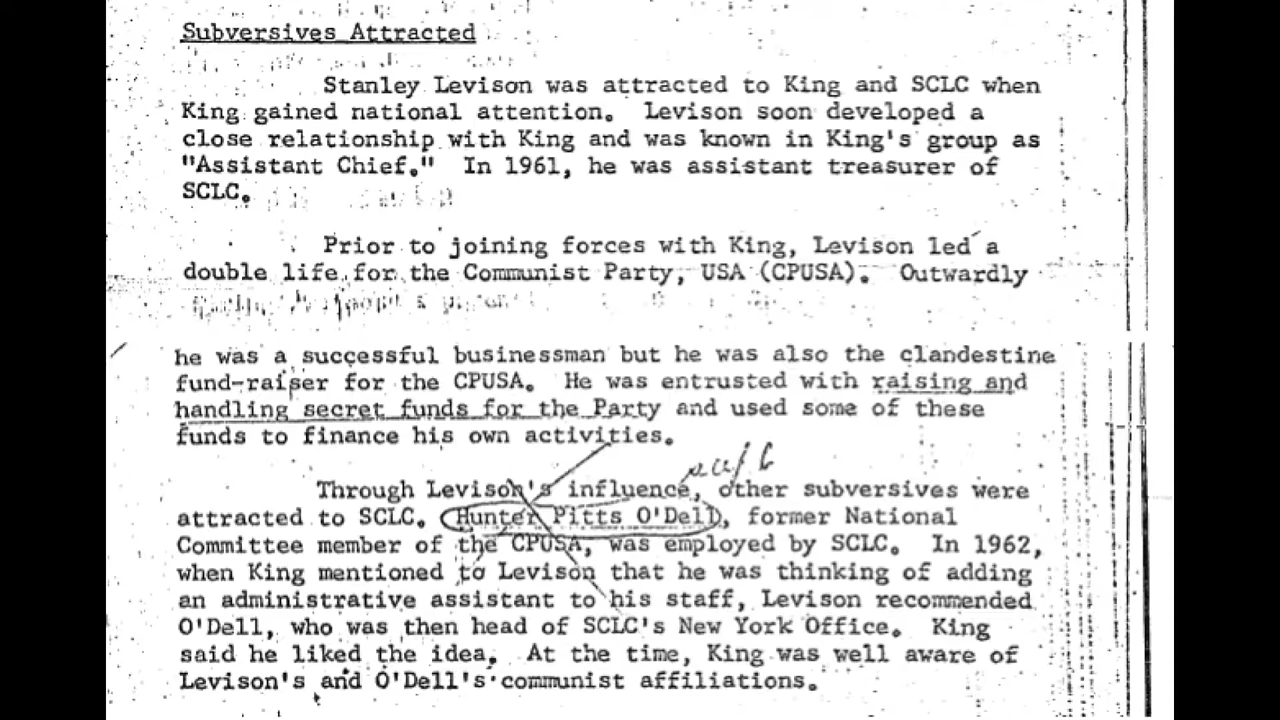 Subversives Attracted
Stanley Levison was attracted to King and SCLC when
King gained national attention. Levison soon developed a
close relationship with King and was known in King's group as
"Assistant Chief." In 1961, he was assistant treasurer of
SCLC.
Prior to joining forces with King, Levison led a
double life for the Communist Party, USA (CPUSA). Outwardly
he was a successful businessman but he was also the clandestine
fund-raiser for the CPUSA. He was entrusted with raising and
handling secret funds for the Party and used some of these
funds to finance his own activities.
Through Levison's influence, other subversives were
attracted to SCLC. Hunter Pitts O'Dell, former National
Committee member of the CPUSA, was employed by SCLC. In 1962,
when King mentioned to Levison that he was thinking of adding
an administrative assistant to his staff, Levison recommended
O'Dell, who was then head of SCLC's New York Office. King
said he liked the idea. At the time, King was well aware of
Levison's and O'Dell's communist affiliations.